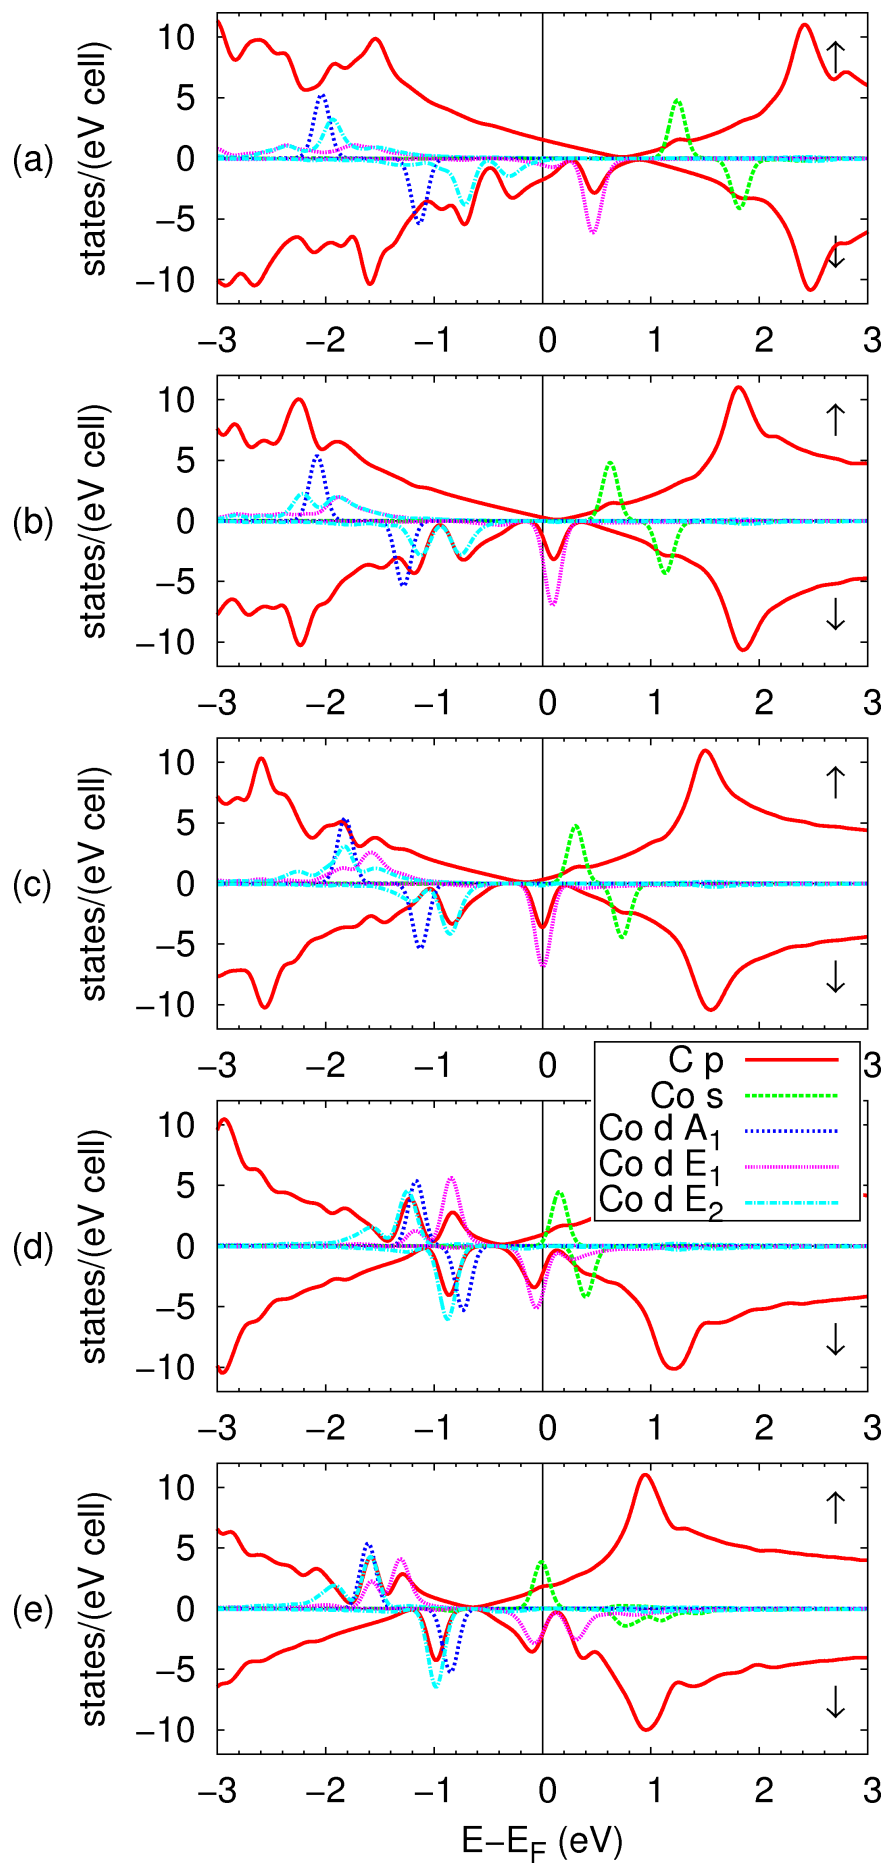 10
5
0
−5
−10
states/(eV cell)
(a)
↑
↓
−3 −2 −1 0 1 2 3
10
5
0
−5
−10
states/(eV cell)
(b)
↑
↓
−3 −2 −1 0 1 2 3
10
5
0
−5
−10
states/(eV cell)
(c)
↑
↓
−3 −2 −1 0 1 2 3
C p
Co s
Co d A1
Co d E1
Co d E2
10
5
0
−5
−10
states/(eV cell)
(d)
↓
−3 −2 −1 0 1 2 3
10
5
0
−5
−10
states/(eV cell)
(e)
↑
↓
−3 −2 −1 0 1 2 3
E−EF (eV)